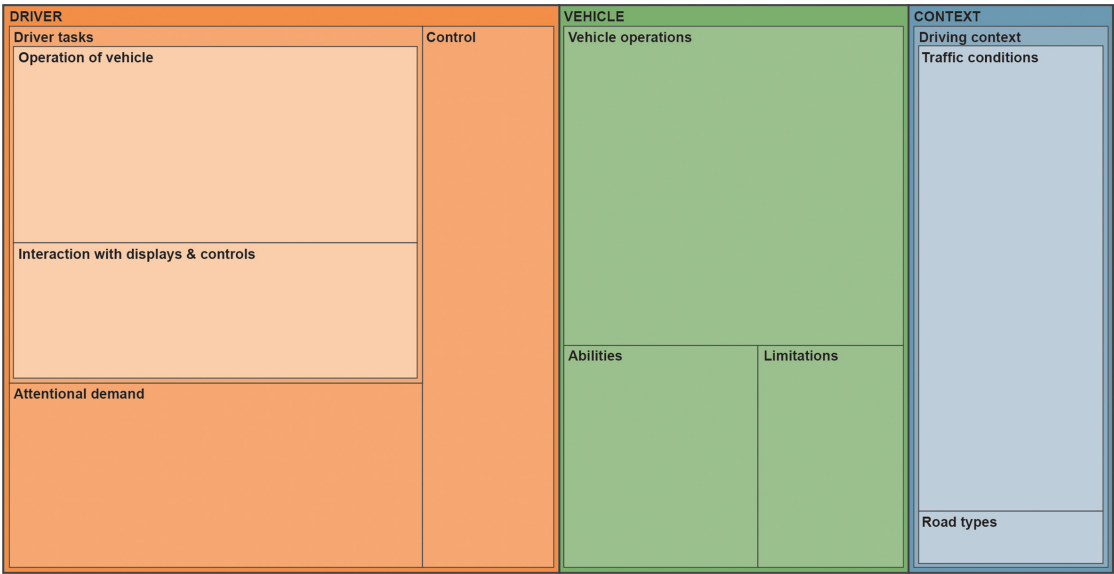 DRIVER
Driver tasks
Operation of vehicle
Interaction with displays & controls
Attentional demand
Control
VEHICLE
Vehicle operations
Abilities
Limitations
CONTEXT
Driving context
Traffic conditions
Road types